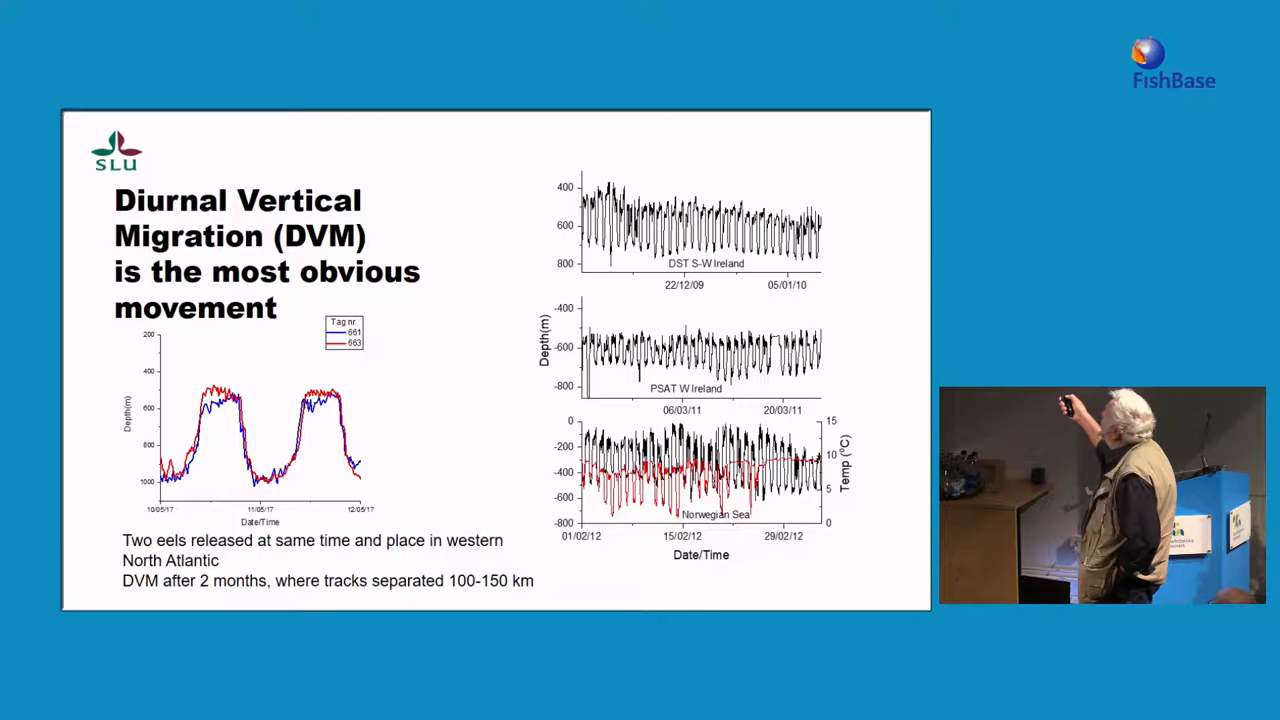 FishBase
SLU
Diurnal Vertical
Migration (DVM)
is the most obvious
movement
Tag nr
661
663
200
400
600
800
1000
Depth(m)
10/05/17
11/05/17
12/05/17
Date/Time
Two eels released at same time and place in western
North Atlantic
DVM after 2 months, where tracks separated 100-150 km
400
600
800
DST S-W Ireland
22/12/09
05/01/10
-400
-600
-800
Depth(m)
PSAT W Ireland
06/03/11
20/03/11
0
-200
-400
-600
-800
15
10
5
0
Temp (°C)
Norwegian Sea
01/02/12
15/02/12
29/02/12
Date/Time